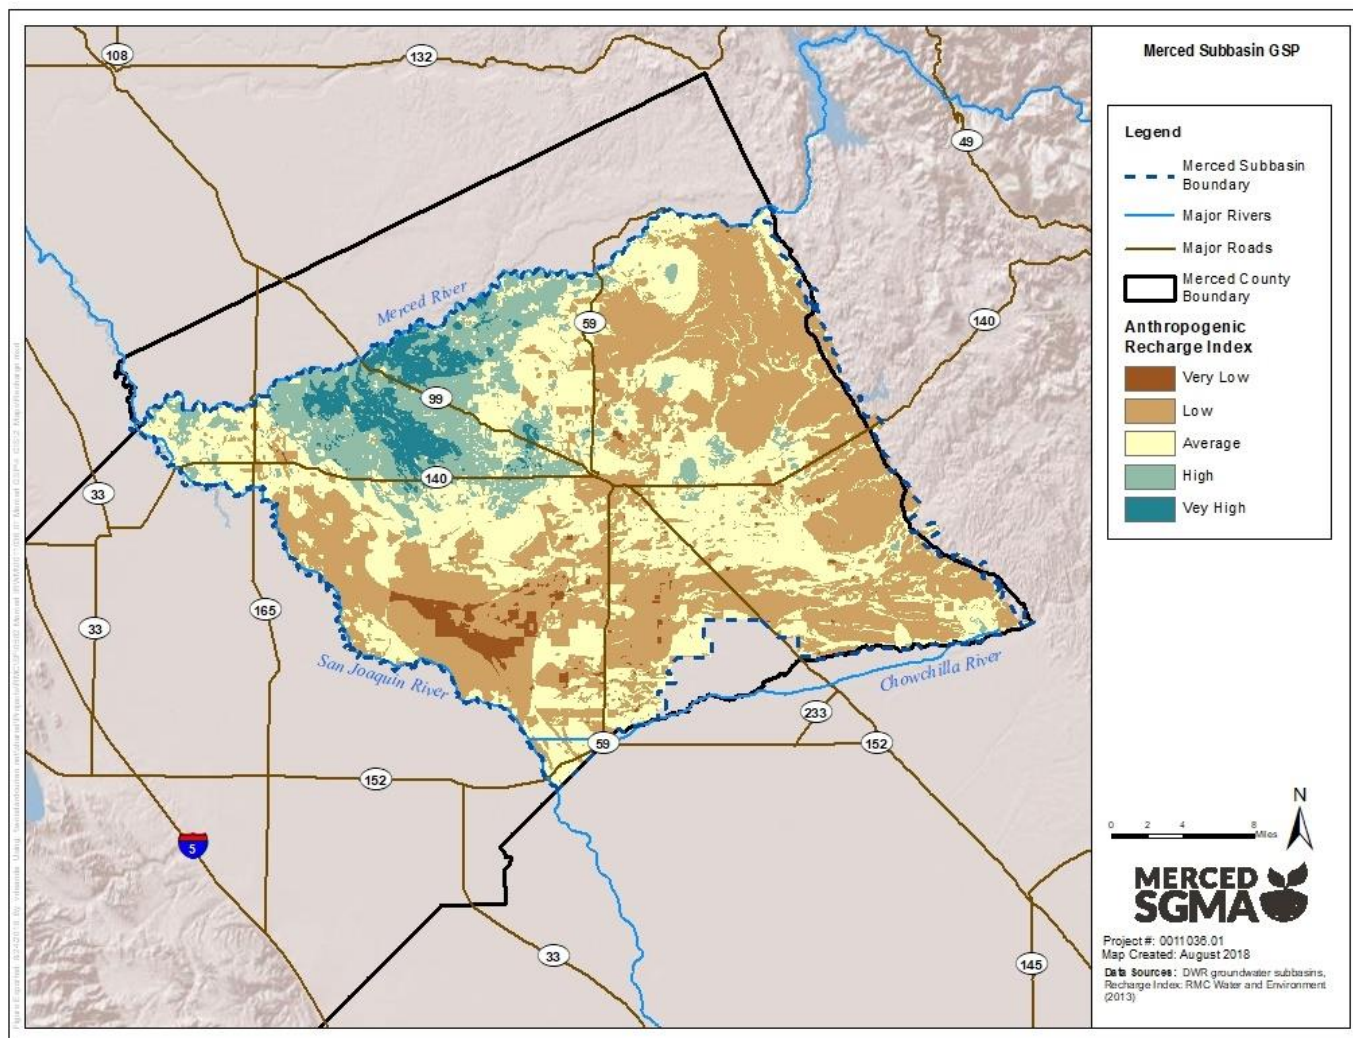 Merced Subbasin GSP
Legend
Merced Subbasin
Boundary
Major Rivers
Major Roads
Merced County
Boundary
Anthropogenic
Recharge Index
Very Low
Low
Average
High
Vey High
108
132
49
Merced River
59
140
99
140
33
165
33
San Joaquin River
Chowchilla River
233
59
152
152
5
33
145
N
0 2 4 8
Miles
MERCED
SGMA
Project #: 0011036.01
Map Created: August 2018
Data Sources: DWR groundwater subbasins,
Recharge Index: RMC Water and Environment
(2013)